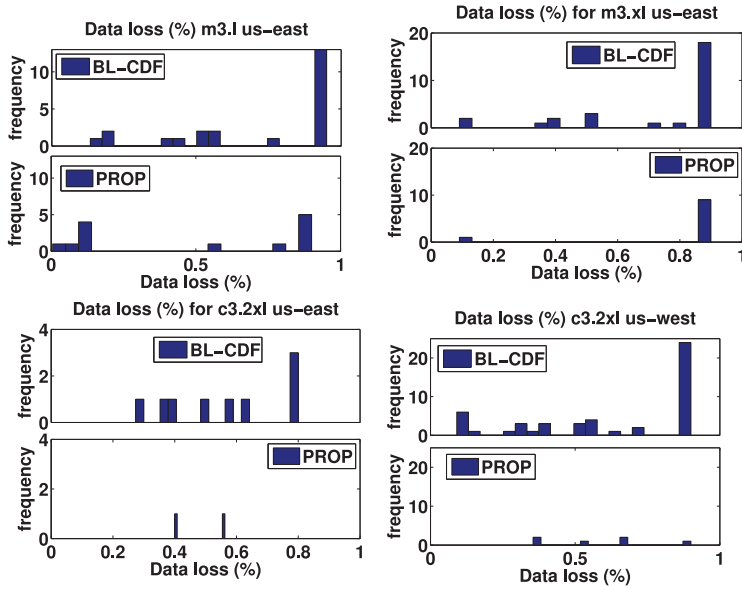 Data loss (%) m3.l us-east
frequency
10
5
0
BL-CDF
frequency
10
5
0
PROP
0
0.5
1
Data loss (%)
Data loss (%) for m3.xl us-east
frequency
20
10
0
BL-CDF
frequency
20
10
0
PROP
0
0.2
0.4
0.6
0.8
1
Data loss (%)
Data loss (%) for c3.2xl us-east
frequency
4
2
0
BL-CDF
frequency
4
2
0
PROP
0
0.2
0.4
0.6
0.8
1
Data loss (%)
Data loss (%) c3.2xl us-west
frequency
20
10
0
BL-CDF
frequency
20
10
0
PROP
0
0.5
1
Data loss (%)